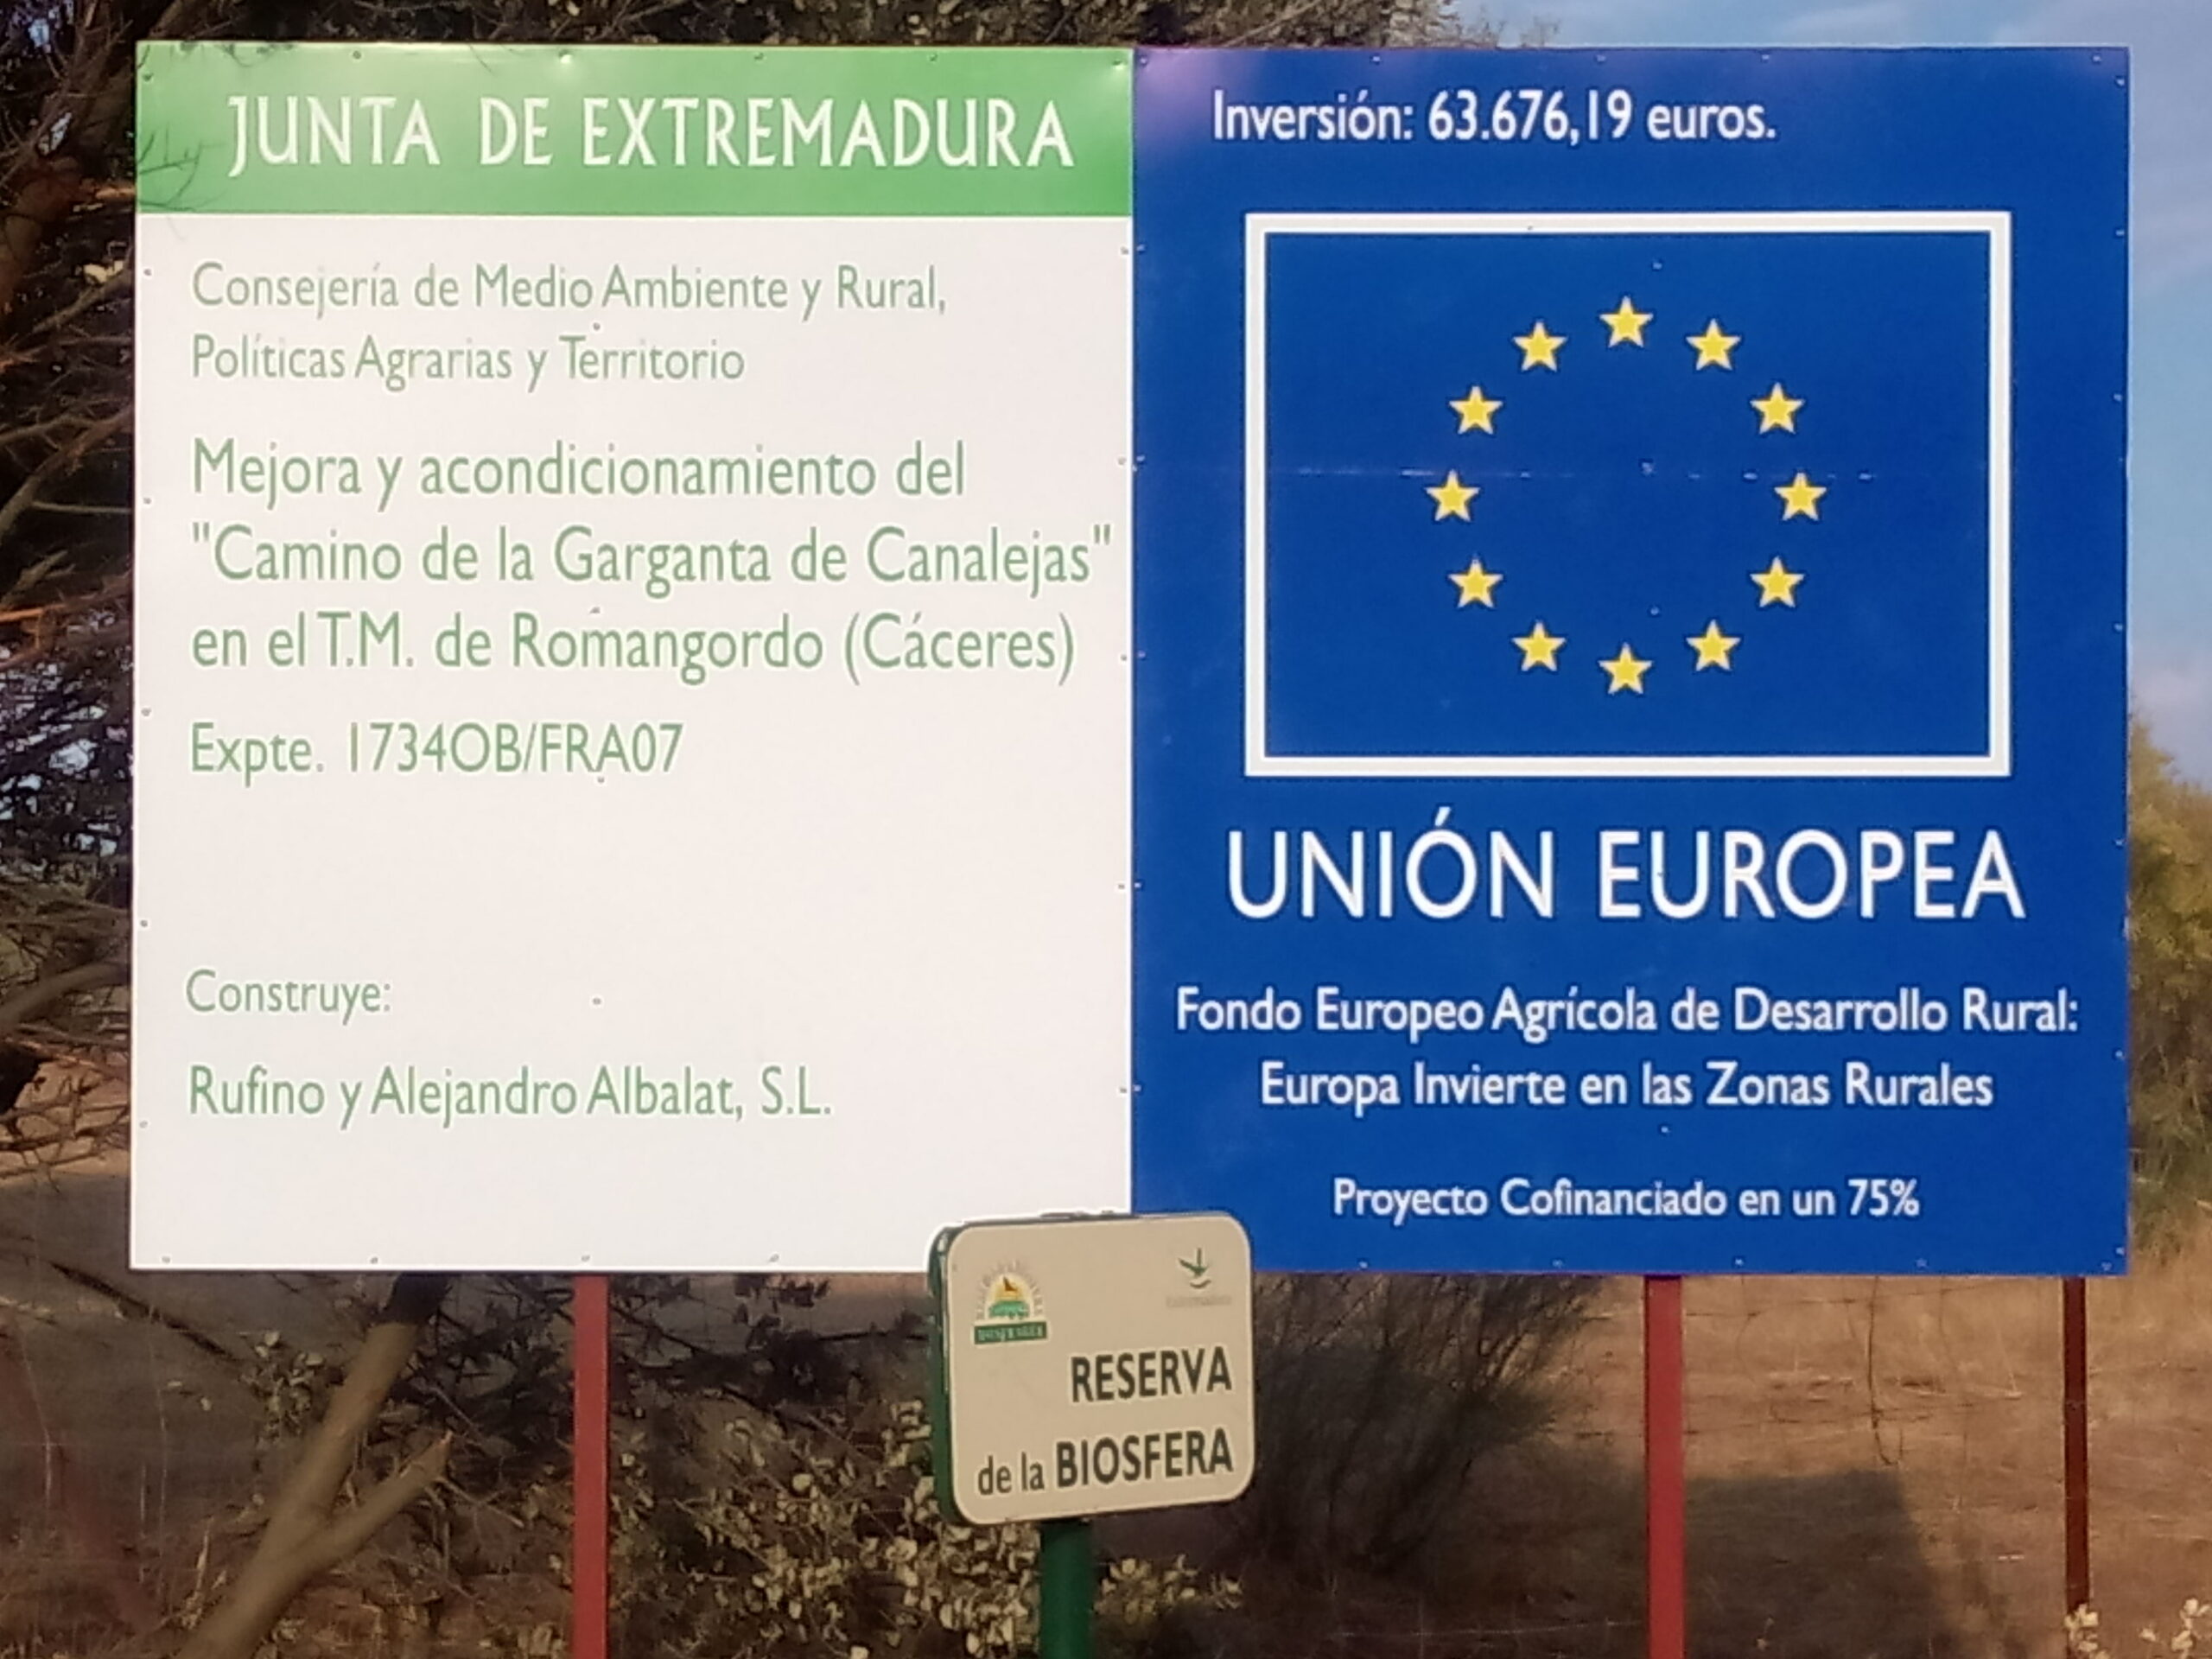 JUNTA DE EXTREMADURA
Consejería de Medio Ambiente y Rural,
Políticas Agrarias y Territorio
Mejora y acondicionamiento del
"Camino de la Garganta de Canalejas"
en el T.M. de Romangordo (Cáceres)
Expte. 1734OB/FRA07
Construye:
Rufino y Alejandro Albalat, S.L.
Inversión: 63.676,19 euros.
UNIÓN EUROPEA
Fondo Europeo Agrícola de Desarrollo Rural:
Europa Invierte en las Zonas Rurales
Proyecto Cofinanciado en un 75%
RESERVA
de la BIOSFERA